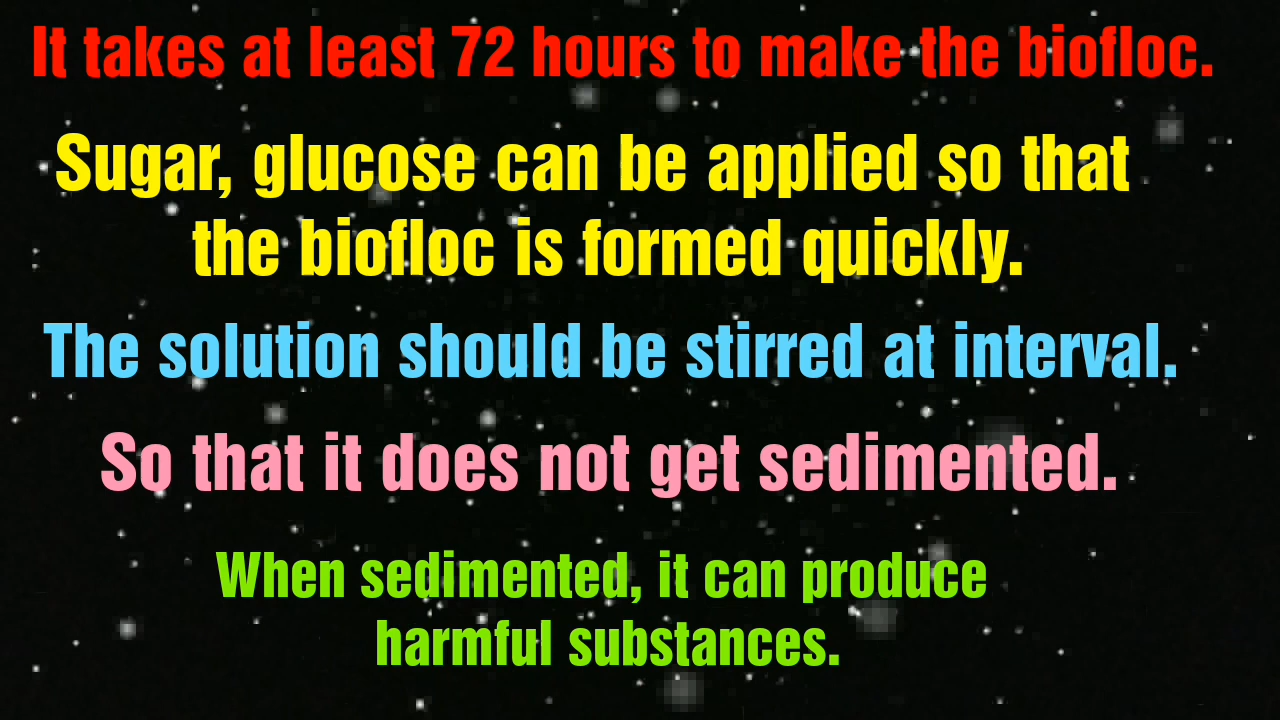 It takes at least 72 hours to make the biofloc.
Sugar, glucose can be applied so that
the biofloc is formed quickly.
The solution should be stirred at interval.
So that it does not get sedimented.
When sedimented, it can produce
harmful substances.